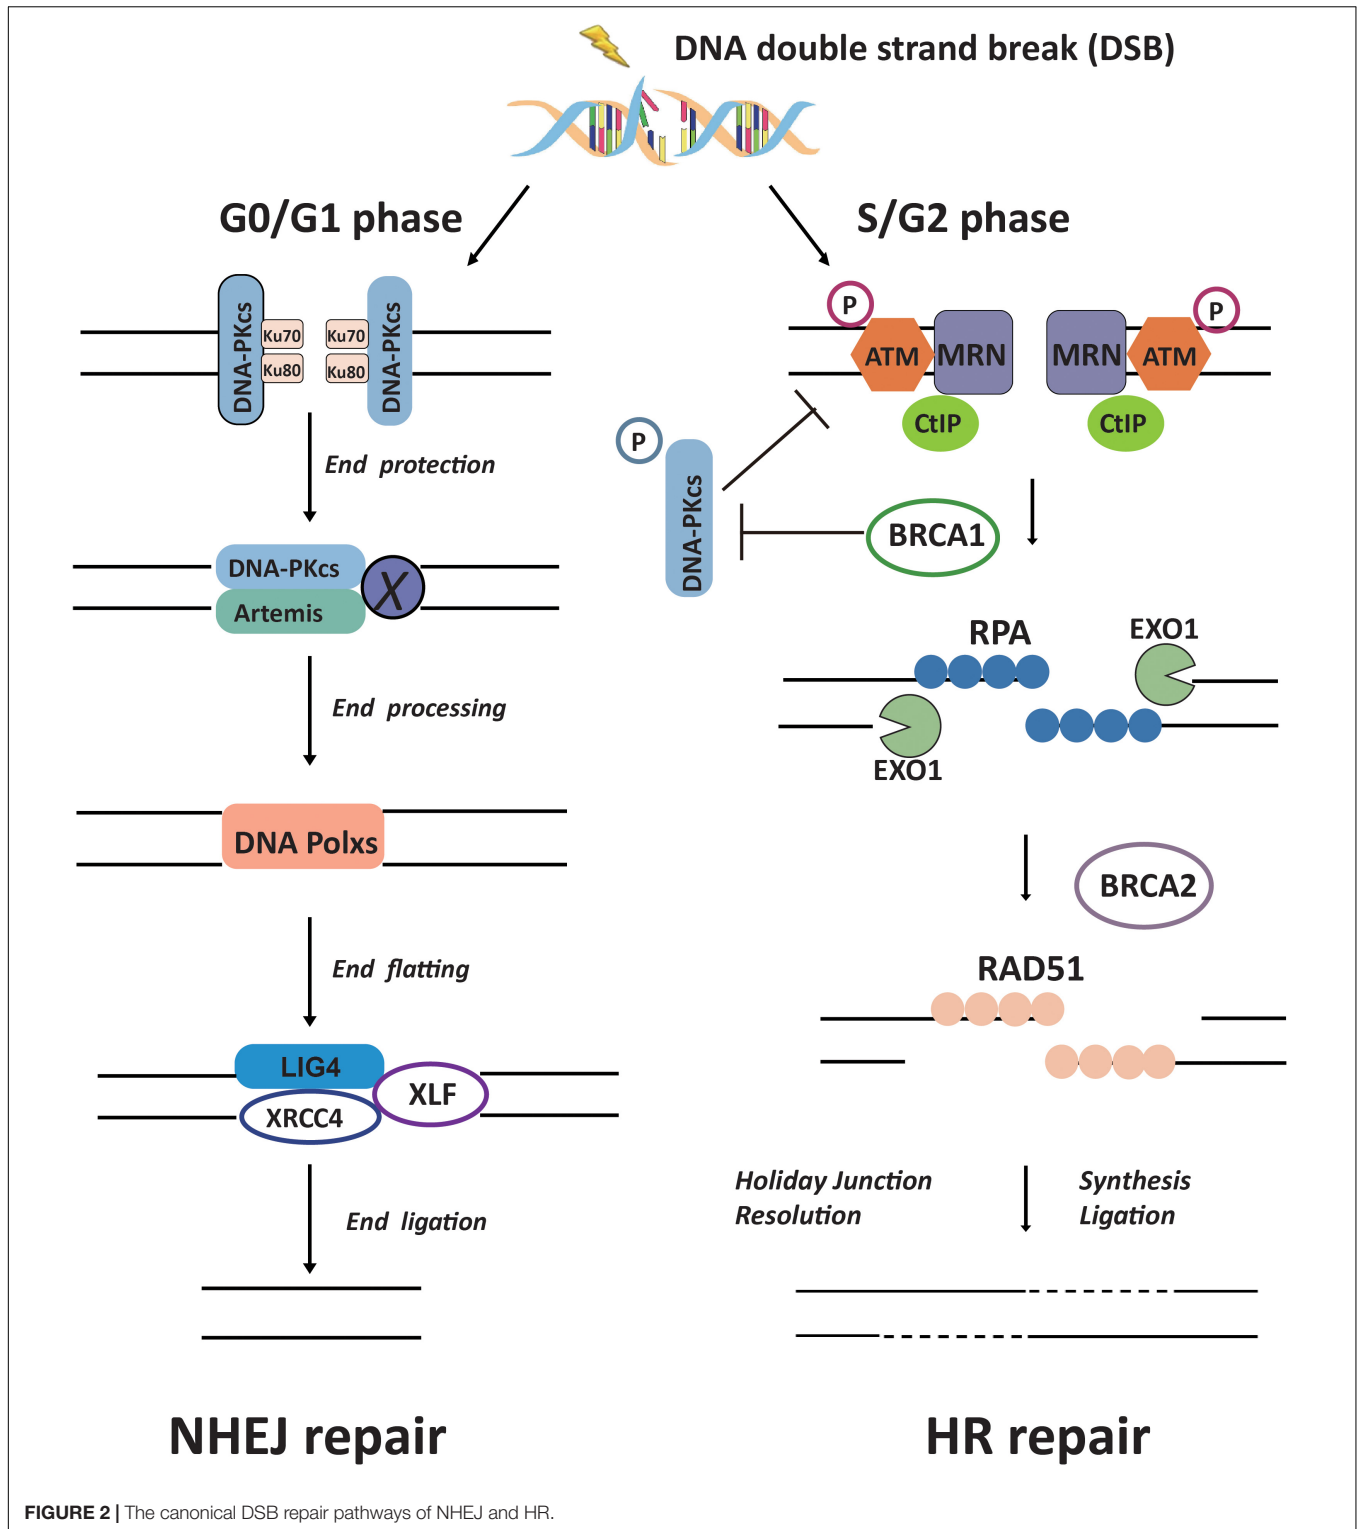 DNA double strand break (DSB)
G0/G1 phase
S/G2 phase
DNA-PKcs
Ku70
Ku80
Ku70
Ku80
DNA-PKcs
End protection
DNA-PKcs
Artemis
X
End processing
DNA Polxs
End flatting
LIG4
XRCC4
XLF
End ligation
NHEJ repair
P
ATM
MRN
CtIP
MRN
ATM
P
CtIP
P
DNA-PKcs
BRCA1
RPA
EXO1
EXO1
BRCA2
RAD51
Holiday Junction
Resolution
Synthesis
Ligation
HR repair
FIGURE 2 | The canonical DSB repair pathways of NHEJ and HR.